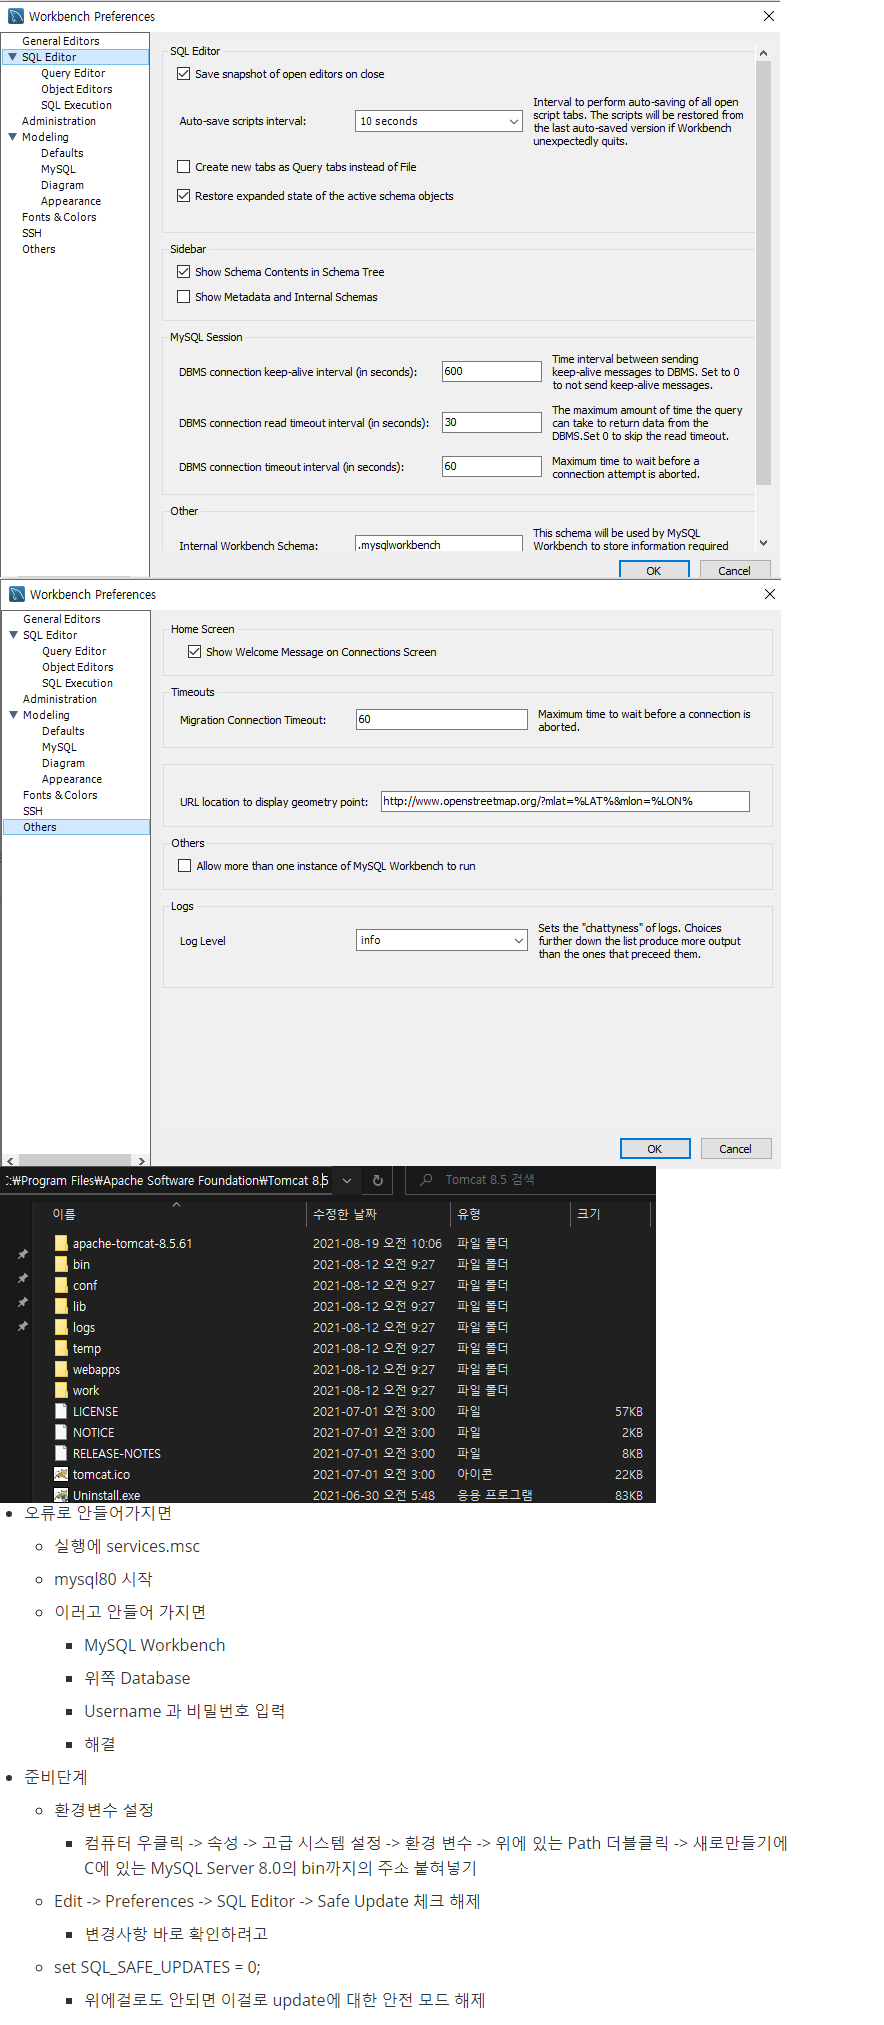 Workbench Preferences
General Editors
SQL Editor
Query Editor
Object Editors
SQL Execution
Administration
Modeling
Defaults
MySQL
Diagram
Appearance
Fonts & Colors
SSH
Others
SQL Editor
Save snapshot of open editors on close
Auto-save scripts interval:
10 seconds
Interval to perform auto-saving of all open
script tabs. The scripts will be restored from
the last auto-saved version if Workbench
unexpectedly quits.
Create new tabs as Query tabs instead of File
Restore expanded state of the active schema objects
Sidebar
Show Schema Contents in Schema Tree
Show Metadata and Internal Schemas
MySQL Session
DBMS connection keep-alive interval (in seconds):
600
Time interval between sending
keep-alive messages to DBMS. Set to 0
to not send keep-alive messages.
DBMS connection read timeout interval (in seconds):
30
The maximum amount of time the query
can take to return data from the
DBMS.Set 0 to skip the read timeout.
DBMS connection timeout interval (in seconds):
60
Maximum time to wait before a
connection attempt is aborted.
Other
Internal Workbench Schema:
.mysqlworkbench
This schema will be used by MySQL
Workbench to store information required
OK
Cancel
Workbench Preferences
General Editors
SQL Editor
Query Editor
Object Editors
SQL Execution
Administration
Modeling
Defaults
MySQL
Diagram
Appearance
Fonts & Colors
SSH
Others
Home Screen
Show Welcome Message on Connections Screen
Timeouts
Migration Connection Timeout:
60
Maximum time to wait before a connection is
aborted.
URL location to display geometry point:
http://www.openstreetmap.org/?mlat=%LAT%&mlon=%LON%
Others
Allow more than one instance of MySQL Workbench to run
Logs
Log Level
info
Sets the "chattyness" of logs. Choices
further down the list produce more output
than the ones that preceed them.
OK
Cancel
:₩Program Files₩Apache Software Foundation₩Tomcat 8.5
Tomcat 8.5 검색
이름 수정한 날짜 유형 크기
apache-tomcat-8.5.61 2021-08-19 오전 10:06 파일 폴더
bin 2021-08-12 오전 9:27 파일 폴더
conf 2021-08-12 오전 9:27 파일 폴더
lib 2021-08-12 오전 9:27 파일 폴더
logs 2021-08-12 오전 9:27 파일 폴더
temp 2021-08-12 오전 9:27 파일 폴더
webapps 2021-08-12 오전 9:27 파일 폴더
work 2021-08-12 오전 9:27 파일 폴더
LICENSE 2021-07-01 오전 3:00 파일 57KB
NOTICE 2021-07-01 오전 3:00 파일 2KB
RELEASE-NOTES 2021-07-01 오전 3:00 파일 8KB
tomcat.ico 2021-07-01 오전 3:00 아이콘 22KB
Uninstall.exe 2021-06-30 오전 5:48 응용 프로그램 83KB
오류로 안들어가지면
실행에 services.msc
mysql80 시작
이러고 안들어 가지면
MySQL Workbench
위쪽 Database
Username 과 비밀번호 입력
해결
준비단계
환경변수 설정
컴퓨터 우클릭 -> 속성 -> 고급 시스템 설정 -> 환경 변수 -> 위에 있는 Path 더블클릭 -> 새로만들기에
C에 있는 MySQL Server 8.0의 bin까지의 주소 붙혀넣기
Edit -> Preferences -> SQL Editor -> Safe Update 체크 해제
변경사항 바로 확인하려고
set SQL_SAFE_UPDATES = 0;
위에걸로도 안되면 이걸로 update에 대한 안전 모드 해제